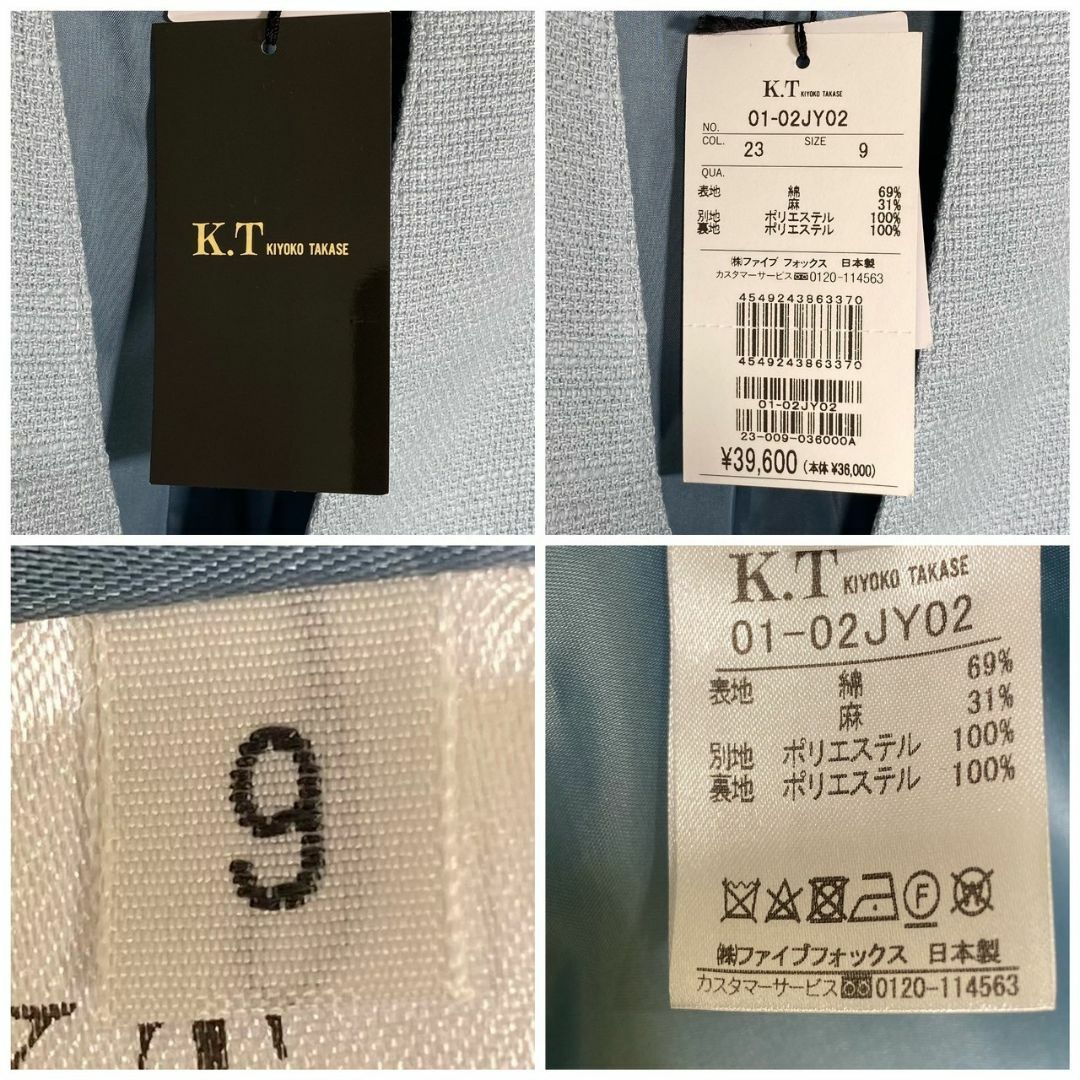 K.T KIYOKO TAKASE
K.T KIYOKO TAKASE
NO. 01-02JY02
COL. 23 SIZE 9
QUA.
表地 綿 69%
麻 31%
別地 ポリエステル 100%
裏地 ポリエステル 100%
㈱ファイブ フォックス 日本製
カスタマーサービス 0120-114563
4549243863370
4549243863370
01-02JY02
23-009-036000A
¥39,600 (本体 ¥36,000)
9
K.T KIYOKO TAKASE
01-02JY02
表地 綿 69%
麻 31%
別地 ポリエステル 100%
裏地 ポリエステル 100%
F W
㈱ファイブフォックス 日本製
カスタマーサービス 0120-114563